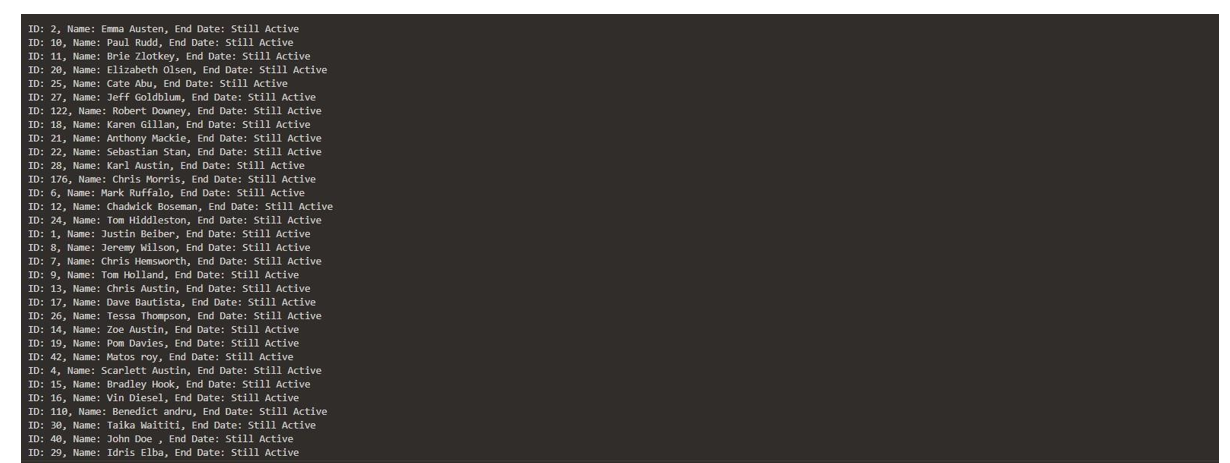 ID: 2, Name: Emma Austen, End Date: Still Active
ID: 10, Name: Paul Rudd, End Date: Still Active
ID: 11, Name: Brie Zlotkey, End Date: Still Active
ID: 20, Name: Elizabeth Olsen, End Date: Still Active
ID: 25, Name: Cate Abu, End Date: Still Active
ID: 27, Name: Jeff Goldblum, End Date: Still Active
ID: 122, Name: Robert Downey, End Date: Still Active
ID: 18, Name: Karen Gillan, End Date: Still Active
ID: 21, Name: Anthony Mackie, End Date: Still Active
ID: 22, Name: Sebastian Stan, End Date: Still Active
ID: 28, Name: Karl Austin, End Date: Still Active
ID: 176, Name: Chris Morris, End Date: Still Active
ID: 6, Name: Mark Ruffalo, End Date: Still Active
ID: 12, Name: Chadwick Boseman, End Date: Still Active
ID: 24, Name: Tom Hiddleston, End Date: Still Active
ID: 1, Name: Justin Beiber, End Date: Still Active
ID: 8, Name: Jeremy Wilson, End Date: Still Active
ID: 7, Name: Chris Hemsworth, End Date: Still Active
ID: 9, Name: Tom Holland, End Date: Still Active
ID: 13, Name: Chris Austin, End Date: Still Active
ID: 17, Name: Dave Bautista, End Date: Still Active
ID: 26, Name: Tessa Thompson, End Date: Still Active
ID: 14, Name: Zoe Austin, End Date: Still Active
ID: 19, Name: Pom Davies, End Date: Still Active
ID: 42, Name: Matos roy, End Date: Still Active
ID: 4, Name: Scarlett Austin, End Date: Still Active
ID: 15, Name: Bradley Hook, End Date: Still Active
ID: 16, Name: Vin Diesel, End Date: Still Active
ID: 110, Name: Benedict andru, End Date: Still Active
ID: 30, Name: Taika Waititi, End Date: Still Active
ID: 40, Name: John Doe , End Date: Still Active
ID: 29, Name: Idris Elba, End Date: Still Active